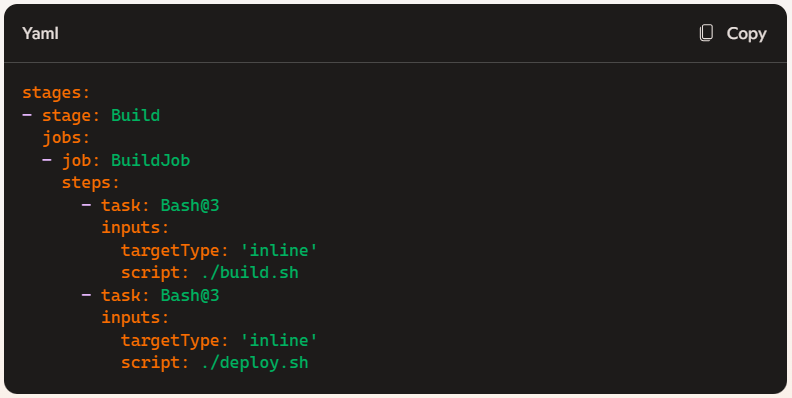 Yaml
Copy
stages:
- stage: Build
  jobs:
  - job: BuildJob
    steps:
      - task: Bash@3
        inputs:
          targetType: 'inline'
          script: ./build.sh
      - task: Bash@3
        inputs:
          targetType: 'inline'
          script: ./deploy.sh